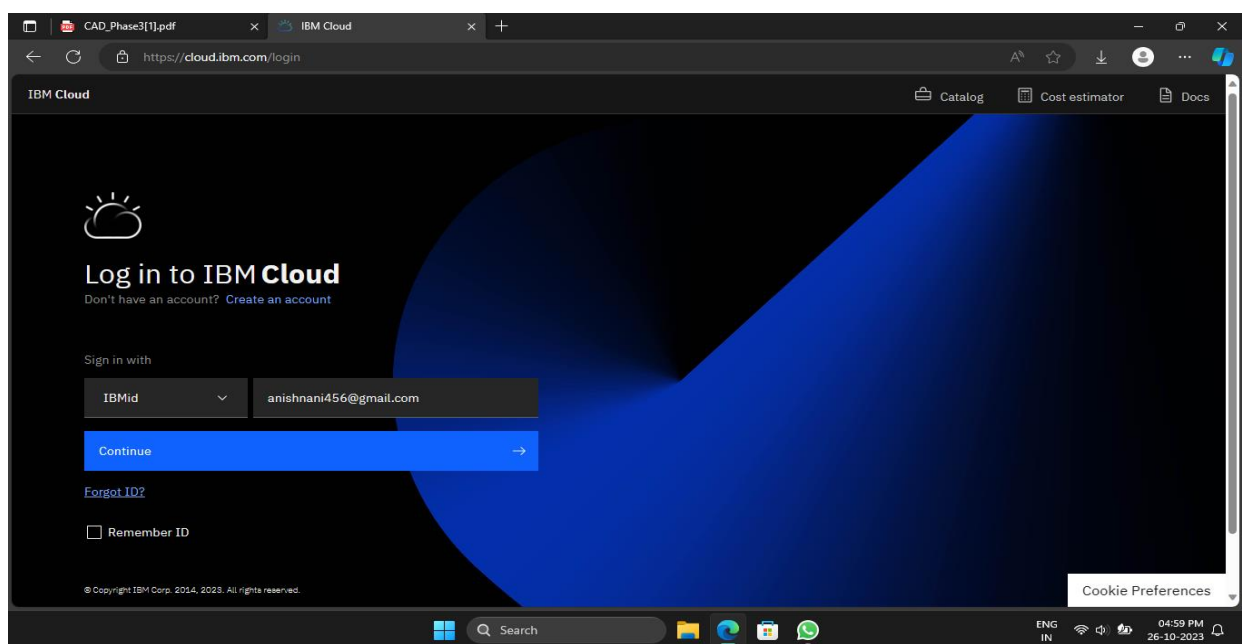 CAD_Phase3[1].pdf
IBM Cloud
https://cloud.ibm.com/login
IBM Cloud
Catalog
Cost estimator
Docs
Log in to IBM Cloud
Don't have an account? Create an account
Sign in with
IBMid
anishnani456@gmail.com
Continue
Forgot ID?
Remember ID
© Copyright IBM Corp. 2014, 2023. All rights reserved.
Cookie Preferences
Search
ENG
IN
04:59 PM
26-10-2023